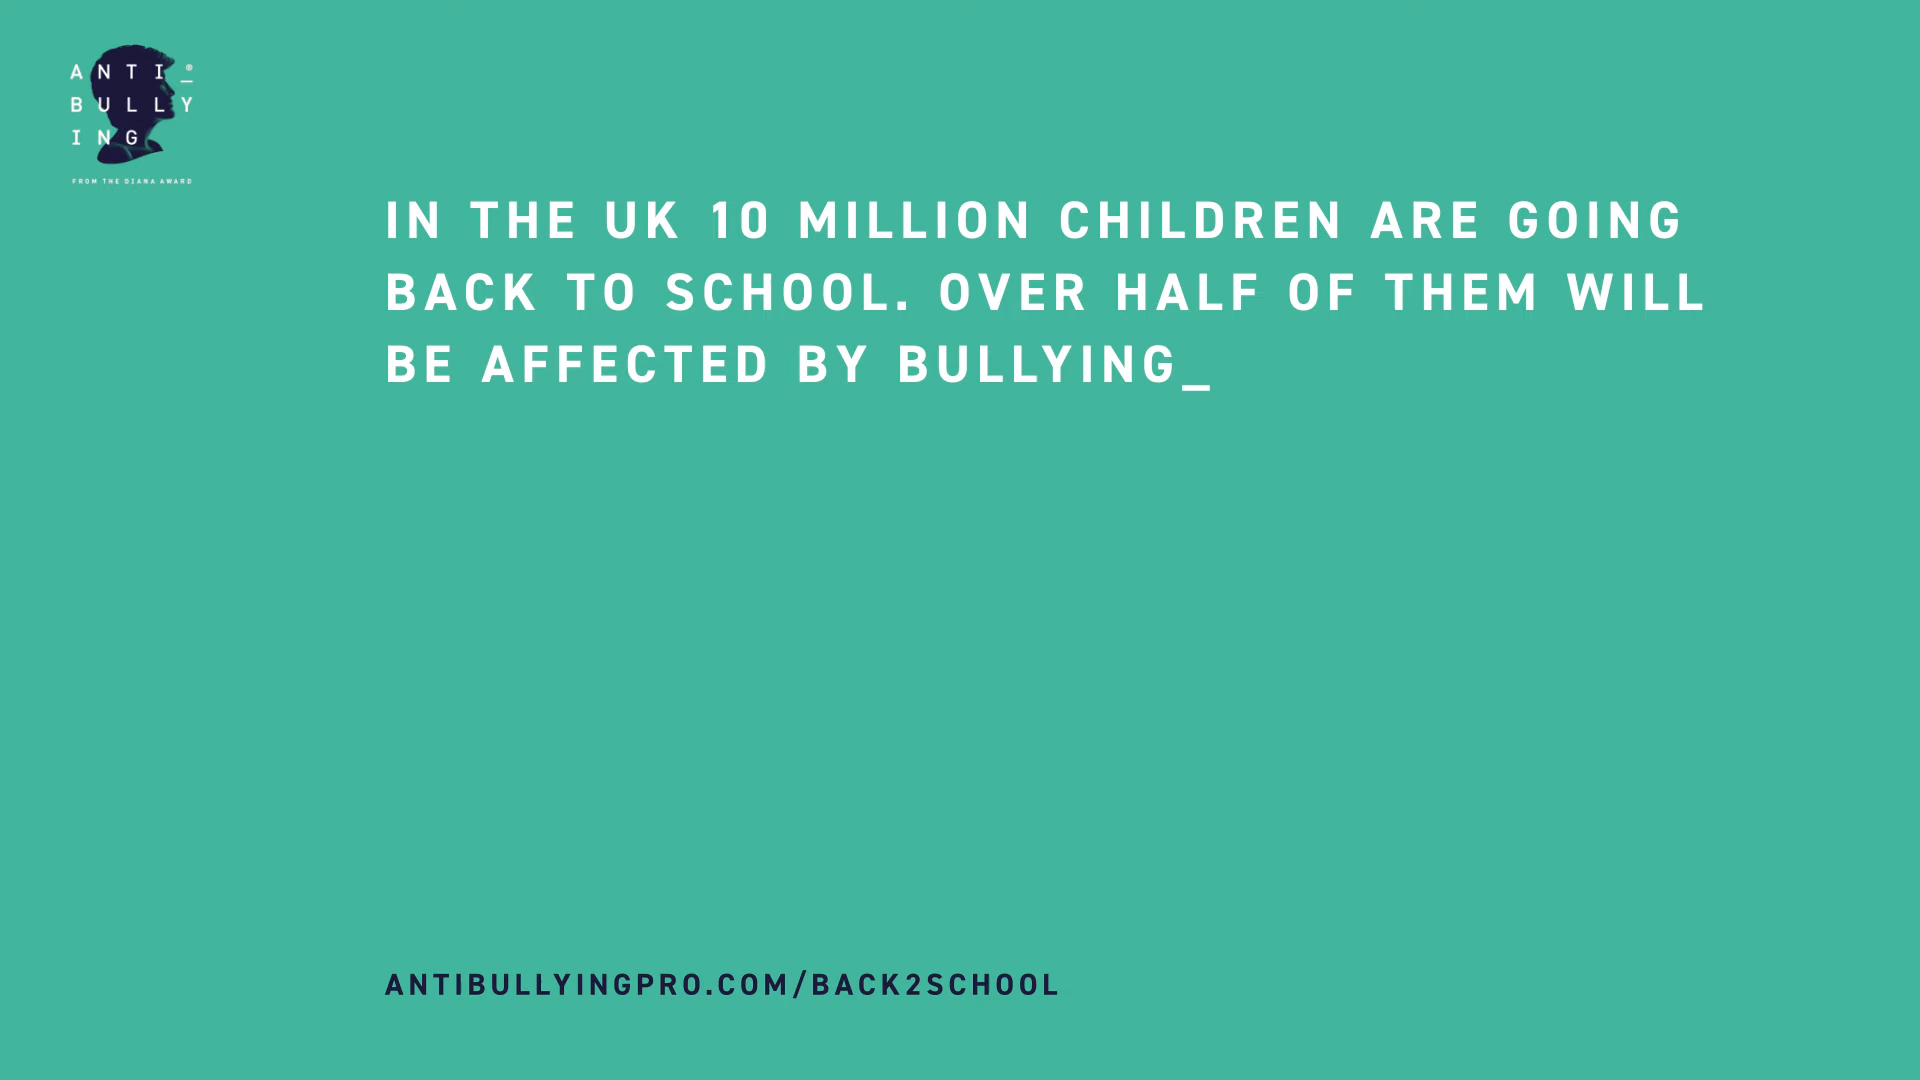 ANTI_®
BULLY
ING
FROM THE DIANA AWARD
IN THE UK 10 MILLION CHILDREN ARE GOING
BACK TO SCHOOL. OVER HALF OF THEM WILL
BE AFFECTED BY BULLYING_
ANTIBULLYINGPRO.COM/BACK2SCHOOL